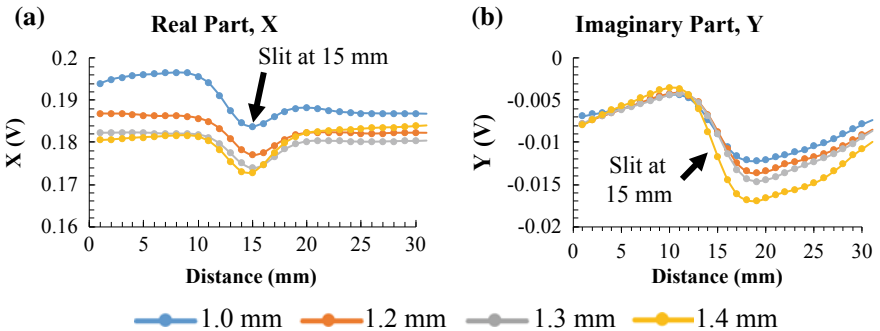 (a)
Real Part, X
X (V)
0.2
0.19
0.18
0.17
0.16
Slit at 15 mm
0 5 10 15 20 25 30
Distance (mm)
(b)
Imaginary Part, Y
Y (V)
0
-0.005
-0.01
-0.015
-0.02
Slit at
15 mm
0 5 10 15 20 25 30
Distance (mm)
1.0 mm 1.2 mm 1.3 mm 1.4 mm